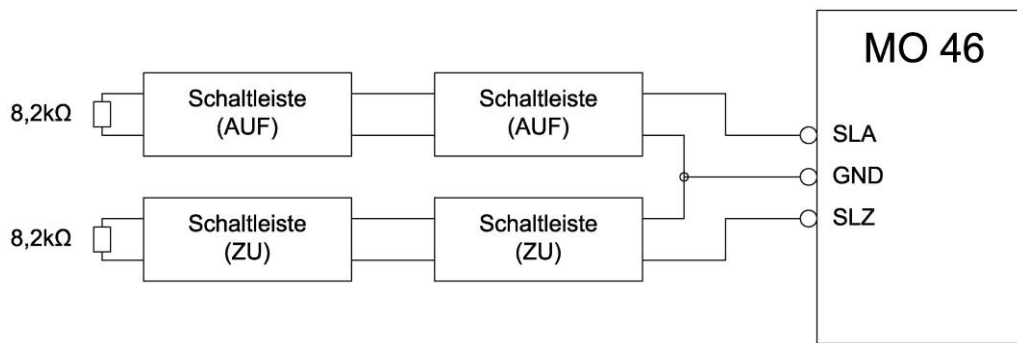 MO 46
8,2kΩ
Schaltleiste
(AUF)
Schaltleiste
(AUF)
SLA
GND
SLZ
8,2kΩ
Schaltleiste
(ZU)
Schaltleiste
(ZU)